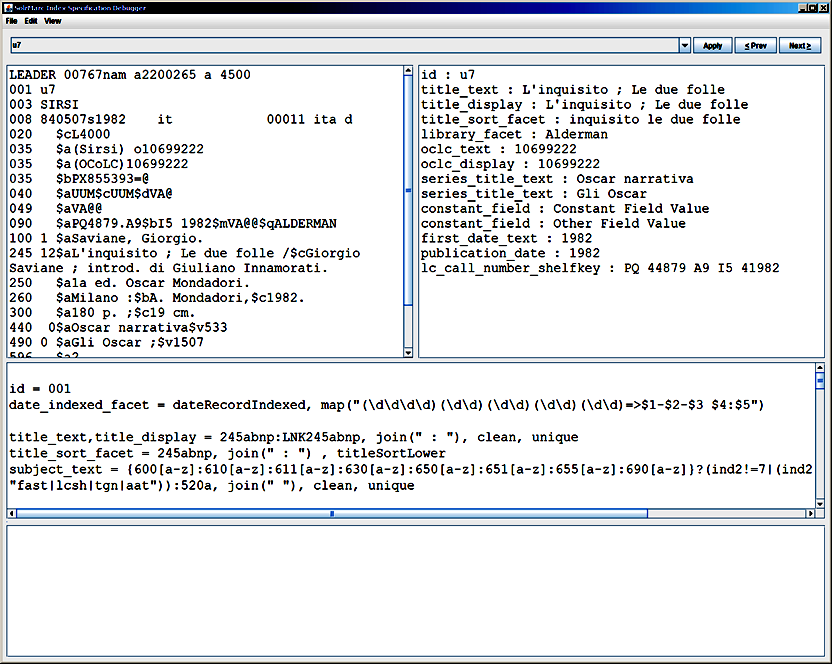 SolrMarc Index Specification Debugger
File Edit View
u7
Apply
< Prev
Next >
LEADER 00767nam a2200265 a 4500
001 u7
003 SIRSI
008 840507s1982    it            00011 ita d
020   $cL4000
035   $a(Sirsi) o10699222
035   $a(OCoLC)10699222
035   $bPX855393=@
040   $aUUM$cUUM$dVA@
049   $aVA@@
090   $aPQ4879.A9$bI5 1982$mVA@@$qALDERMAN
100 1 $aSaviane, Giorgio.
245 12$aL'inquisito ; Le due folle /$cGiorgio
Saviane ; introd. di Giuliano Innamorati.
250   $a1a ed. Oscar Mondadori.
260   $aMilano :$bA. Mondadori,$c1982.
300   $a180 p. ;$c19 cm.
440  0$aOscar narrativa$v533
490 0 $aGli Oscar ;$v1507
596   $a2
id : u7
title_text : L'inquisito ; Le due folle
title_display : L'inquisito ; Le due folle
title_sort_facet : inquisito le due folle
library_facet : Alderman
oclc_text : 10699222
oclc_display : 10699222
series_title_text : Oscar narrativa
series_title_text : Gli Oscar
constant_field : Constant Field Value
constant_field : Other Field Value
first_date_text : 1982
publication_date : 1982
lc_call_number_shelfkey : PQ 44879 A9 I5 41982
id = 001
date_indexed_facet = dateRecordIndexed, map("(\d\d\d\d)(\d\d)(\d\d)(\d\d)(\d\d)=>$1-$2-$3 $4:$5")
title_text,title_display = 245abnp:LNK245abnp, join(" : "), clean, unique
title_sort_facet = 245abnp, join(" : ") , titleSortLower
subject_text = {600[a-z]:610[a-z]:611[a-z]:630[a-z]:650[a-z]:651[a-z]:655[a-z]:690[a-z]}?(ind2!=7|(ind2
"fast|lcsh|tgn|aat")):520a, join(" "), clean, unique